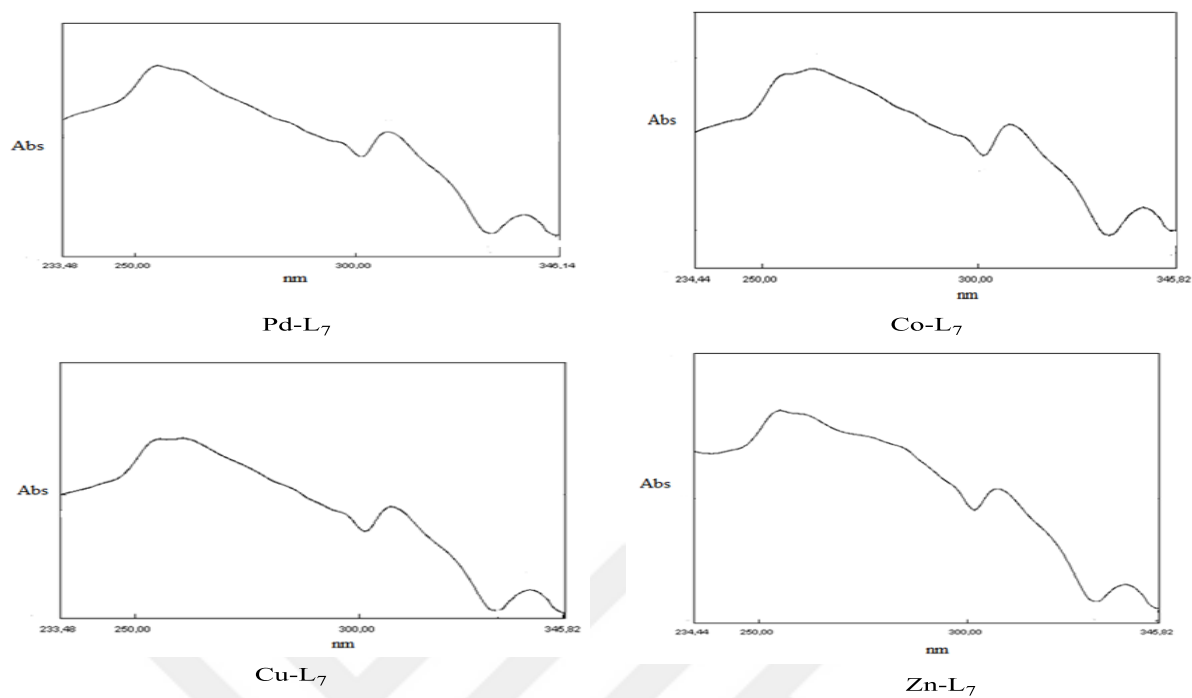 Abs
233,48 250,00 300,00 346,14
nm
Pd-L₇
Abs
234,44 250,00 300,00 345,82
nm
Co-L₇
Abs
233,48 250,00 300,00 345,82
nm
Cu-L₇
Abs
234,44 250,00 300,00 345,82
nm
Zn-L₇